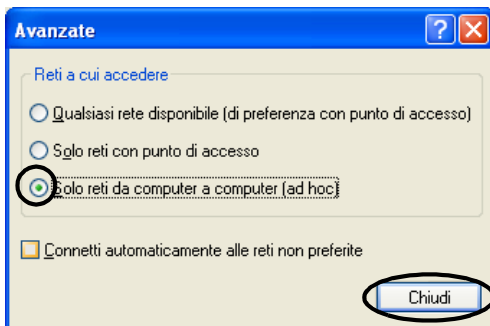 Avanzate
Reti a cui accedere
Qualsiasi rete disponibile (di preferenza con punto di accesso)
Solo reti con punto di accesso
Solo reti da computer a computer (ad hoc)
Connetti automaticamente alle reti non preferite
Chiudi